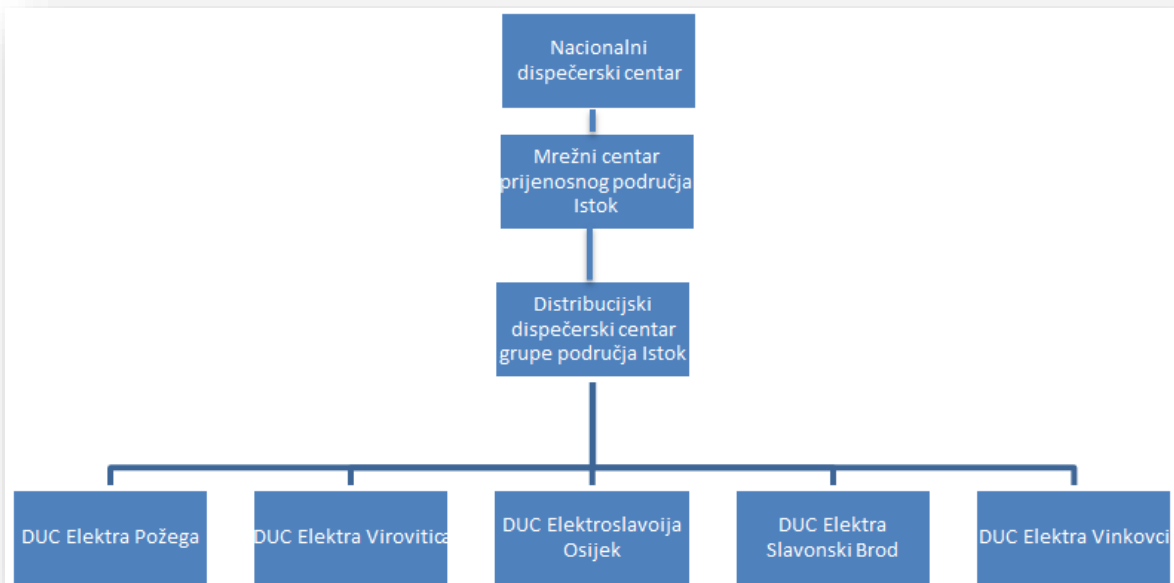 Nacionalni
dispečerski centar
Mrežni centar
prijenosnog područja
Istok
Distribucijski
dispečerski centar
grupe područja Istok
DUC Elektra Požega
DUC Elektra Virovitica
DUC Elektroslavoija
Osijek
DUC Elektra
Slavonski Brod
DUC Elektra Vinkovci